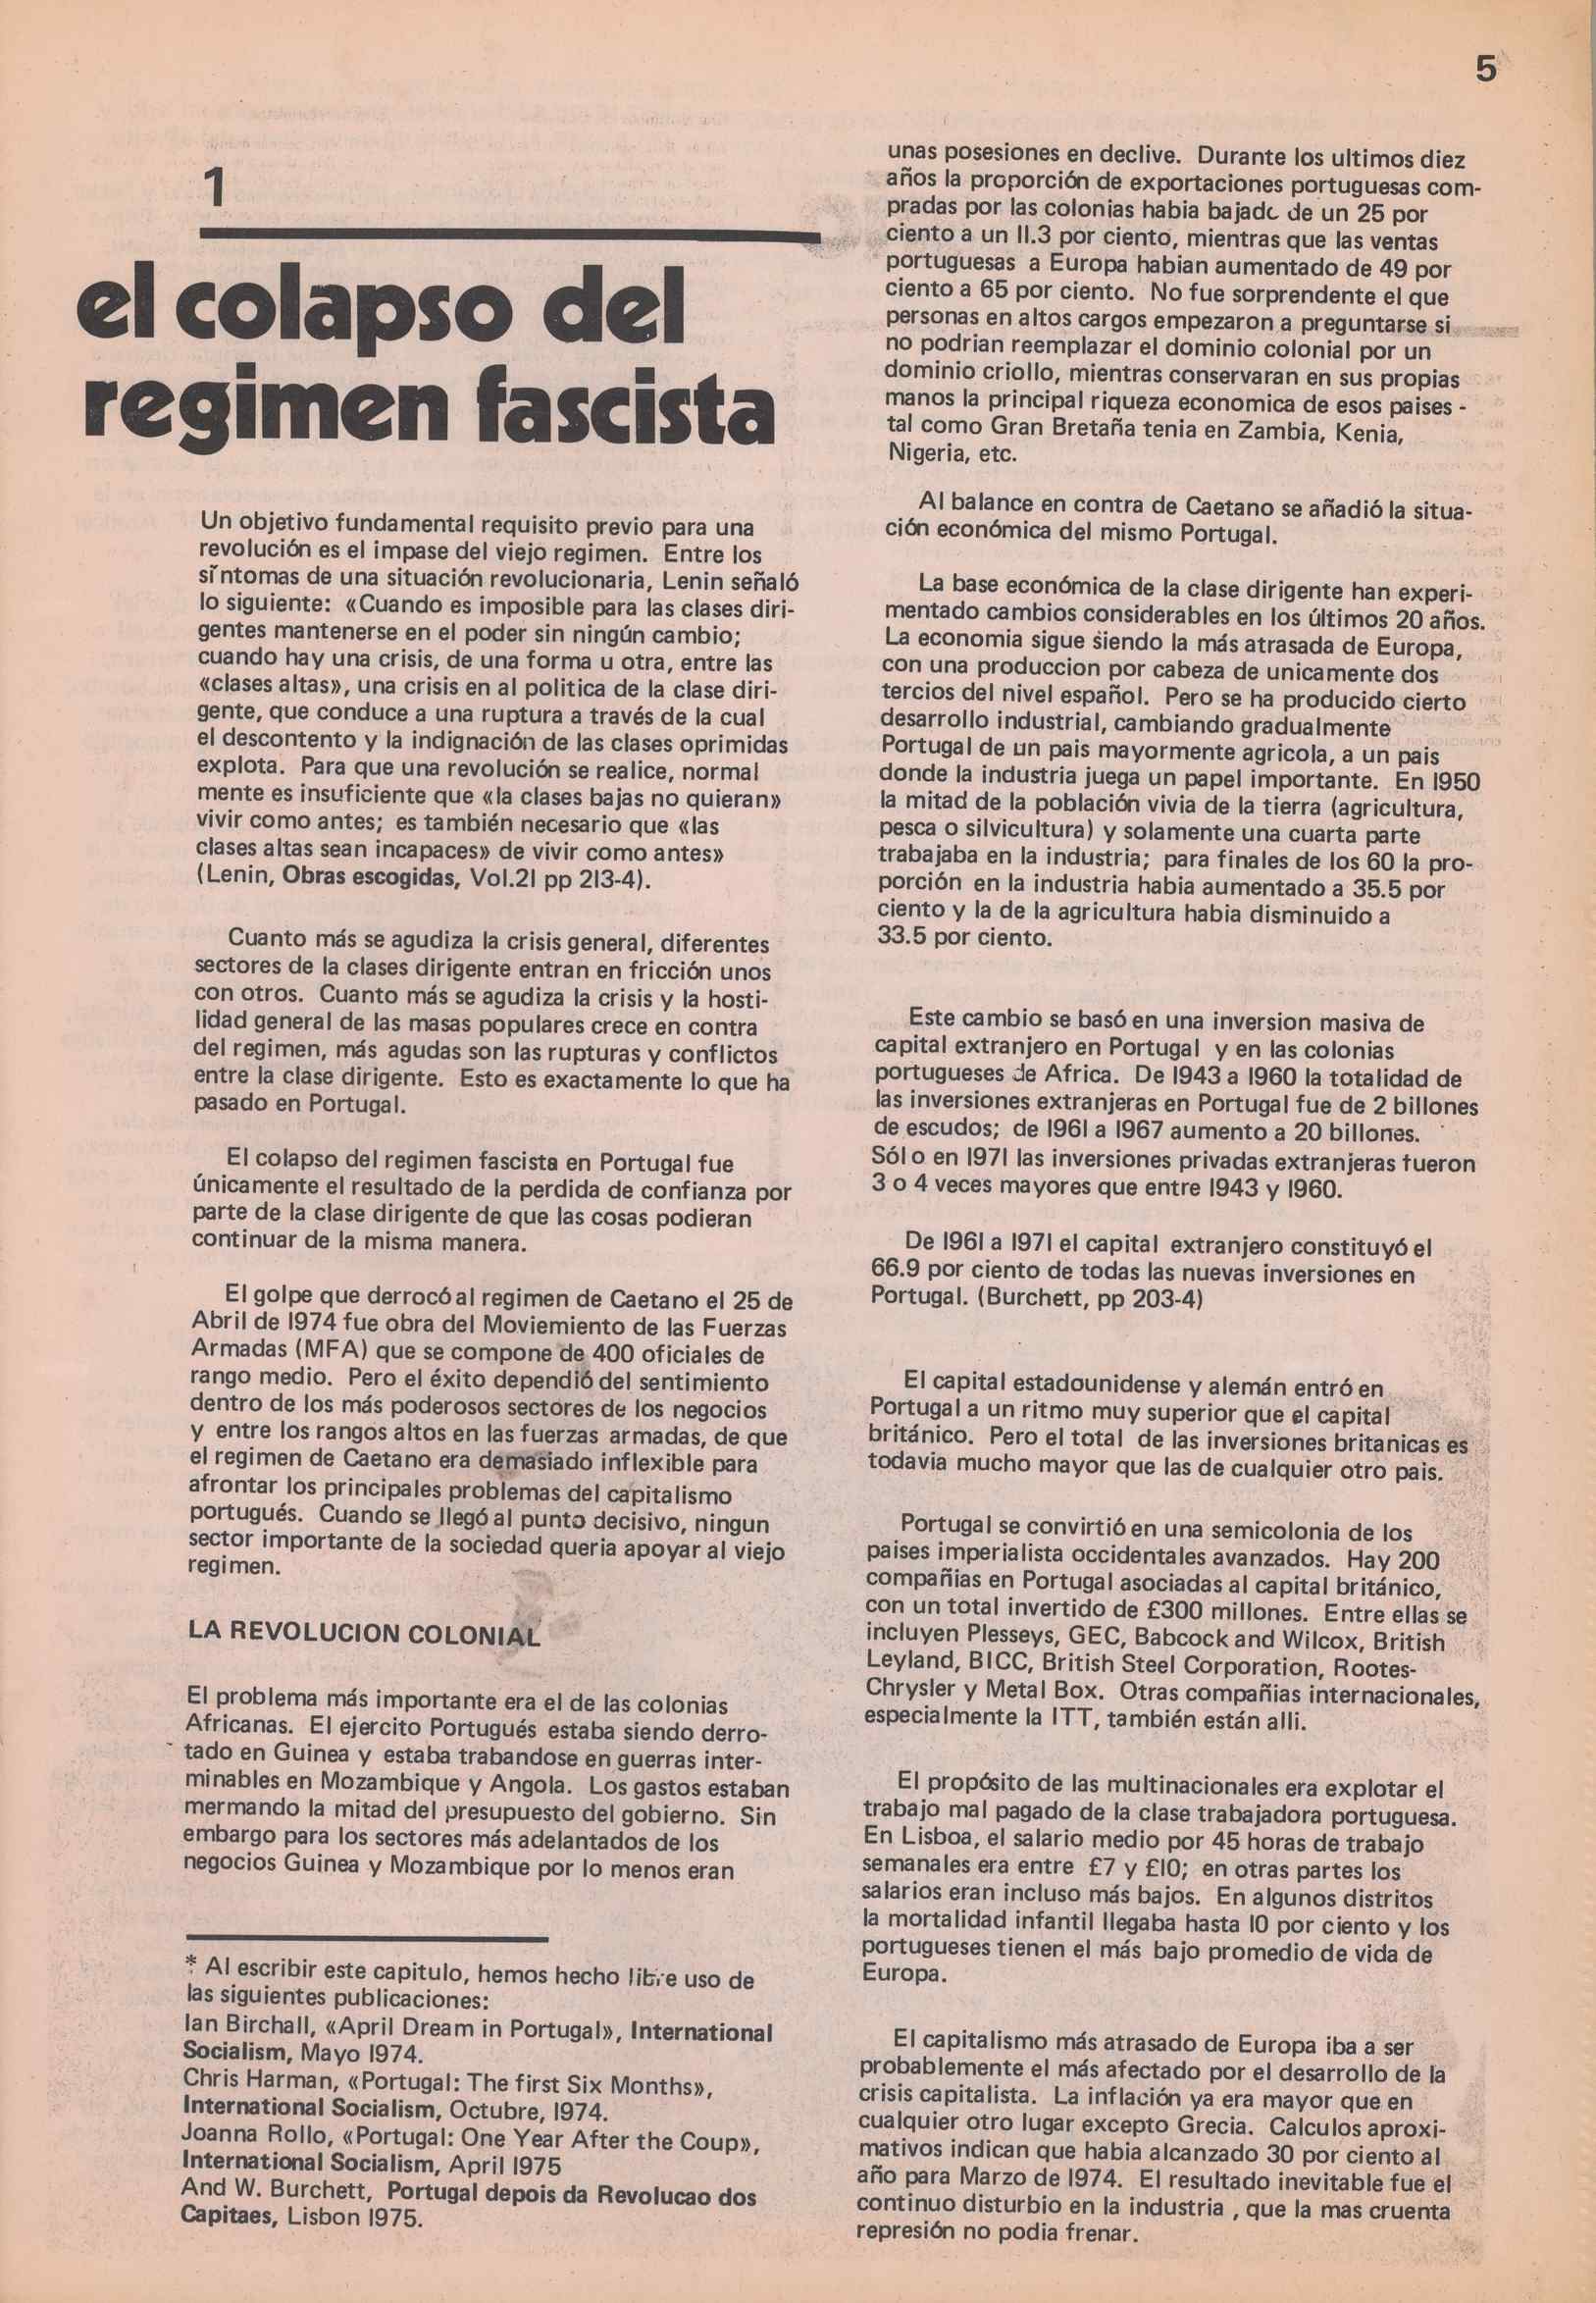 5
1
el colapso del
regimen fascista
Un objetivo fundamental requisito previo para una
revolución es el impase del viejo regimen. Entre los
síntomas de una situación revolucionaria, Lenin señaló
lo siguiente: «Cuando es imposible para las clases diri-
gentes mantenerse en el poder sin ningún cambio;
cuando hay una crisis, de una forma u otra, entre las
«clases altas», una crisis en al politica de la clase diri-
gente, que conduce a una ruptura a través de la cual
el descontento y la indignación de las clases oprimidas
explota. Para que una revolución se realice, normal
mente es insuficiente que «la clases bajas no quieran»
vivir como antes; es también necesario que «las
clases altas sean incapaces» de vivir como antes»
(Lenin, Obras escogidas, Vol.21 pp 213-4).
Cuanto más se agudiza la crisis general, diferentes
sectores de la clases dirigente entran en fricción unos
con otros. Cuanto más se agudiza la crisis y la hosti-
lidad general de las masas populares crece en contra
del regimen, más agudas son las rupturas y conflictos
entre la clase dirigente. Esto es exactamente lo que ha
pasado en Portugal.
El colapso del regimen fascista en Portugal fue
únicamente el resultado de la perdida de confianza por
parte de la clase dirigente de que las cosas podieran
continuar de la misma manera.
El golpe que derrocó al regimen de Caetano el 25 de
Abril de 1974 fue obra del Moviemiento de las Fuerzas
Armadas (MFA) que se compone de 400 oficiales de
rango medio. Pero el éxito dependió del sentimiento
dentro de los más poderosos sectores de los negocios
y entre los rangos altos en las fuerzas armadas, de que
el regimen de Caetano era demasiado inflexible para
afrontar los principales problemas del capitalismo
portugués. Cuando se llegó al punto decisivo, ningun
sector importante de la sociedad queria apoyar al viejo
regimen.
LA REVOLUCION COLONIAL
El problema más importante era el de las colonias
Africanas. El ejercito Portugués estaba siendo derro-
tado en Guinea y estaba trabandose en guerras inter-
minables en Mozambique y Angola. Los gastos estaban
mermando la mitad del presupuesto del gobierno. Sin
embargo para los sectores más adelantados de los
negocios Guinea y Mozambique por lo menos eran
* Al escribir este capitulo, hemos hecho libre uso de
las siguientes publicaciones:
Ian Birchall, «April Dream in Portugal», International
Socialism, Mayo 1974.
Chris Harman, «Portugal: The first Six Months»,
International Socialism, Octubre, 1974.
Joanna Rollo, «Portugal: One Year After the Coup»,
International Socialism, April 1975
And W. Burchett, Portugal depois da Revolucao dos
Capitaes, Lisbon 1975.
unas posesiones en declive. Durante los ultimos diez
años la proporción de exportaciones portuguesas com-
pradas por las colonias habia bajado de un 25 por
ciento a un 11.3 por ciento, mientras que las ventas
portuguesas a Europa habian aumentado de 49 por
ciento a 65 por ciento. No fue sorprendente el que
personas en altos cargos empezaron a preguntarse si
no podrian reemplazar el dominio colonial por un
dominio criollo, mientras conservaran en sus propias
manos la principal riqueza economica de esos paises -
tal como Gran Bretaña tenia en Zambia, Kenia,
Nigeria, etc.
Al balance en contra de Caetano se añadió la situa-
ción económica del mismo Portugal.
La base económica de la clase dirigente han experi-
mentado cambios considerables en los últimos 20 años.
La economia sigue siendo la más atrasada de Europa,
con una produccion por cabeza de unicamente dos
tercios del nivel español. Pero se ha producido cierto
desarrollo industrial, cambiando gradualmente
Portugal de un pais mayormente agricola, a un pais
donde la industria juega un papel importante. En 1950
la mitad de la población vivia de la tierra (agricultura,
pesca o silvicultura) y solamente una cuarta parte
trabajaba en la industria; para finales de los 60 la pro-
porción en la industria habia aumentado a 35.5 por
ciento y la de la agricultura habia disminuido a
33.5 por ciento.
Este cambio se basó en una inversion masiva de
capital extranjero en Portugal y en las colonias
portugueses de Africa. De 1943 a 1960 la totalidad de
las inversiones extranjeras en Portugal fue de 2 billones
de escudos; de 1961 a 1967 aumento a 20 billones.
Sólo en 1971 las inversiones privadas extranjeras fueron
3 o 4 veces mayores que entre 1943 y 1960.
De 1961 a 1971 el capital extranjero constituyó el
66.9 por ciento de todas las nuevas inversiones en
Portugal. (Burchett, pp 203-4)
El capital estadounidense y alemán entró en
Portugal a un ritmo muy superior que el capital
británico. Pero el total de las inversiones britanicas es
todavia mucho mayor que las de cualquier otro pais.
Portugal se convirtió en una semicolonia de los
paises imperialista occidentales avanzados. Hay 200
compañias en Portugal asociadas al capital británico,
con un total invertido de £300 millones. Entre ellas se
incluyen Plesseys, GEC, Babcock and Wilcox, British
Leyland, BICC, British Steel Corporation, Rootes-
Chrysler y Metal Box. Otras compañias internacionales,
especialmente la ITT, también están alli.
El propósito de las multinacionales era explotar el
trabajo mal pagado de la clase trabajadora portuguesa.
En Lisboa, el salario medio por 45 horas de trabajo
semanales era entre £7 y £10; en otras partes los
salarios eran incluso más bajos. En algunos distritos
la mortalidad infantil llegaba hasta 10 por ciento y los
portugueses tienen el más bajo promedio de vida de
Europa.
El capitalismo más atrasado de Europa iba a ser
probablemente el más afectado por el desarrollo de la
crisis capitalista. La inflación ya era mayor que en
cualquier otro lugar excepto Grecia. Calculos aproxi-
mativos indican que habia alcanzado 30 por ciento al
año para Marzo de 1974. El resultado inevitable fue el
continuo disturbio en la industria , que la mas cruenta
represión no podia frenar.